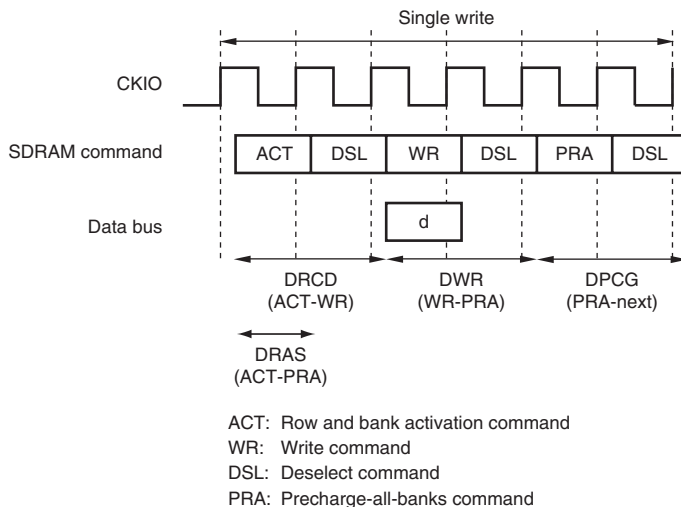 Single write
CKIO
SDRAM command
ACT DSL WR DSL PRA DSL
Data bus
d
DRCD DWR DPCG
(ACT-WR) (WR-PRA) (PRA-next)
DRAS
(ACT-PRA)
ACT: Row and bank activation command
WR: Write command
DSL: Deselect command
PRA: Precharge-all-banks command